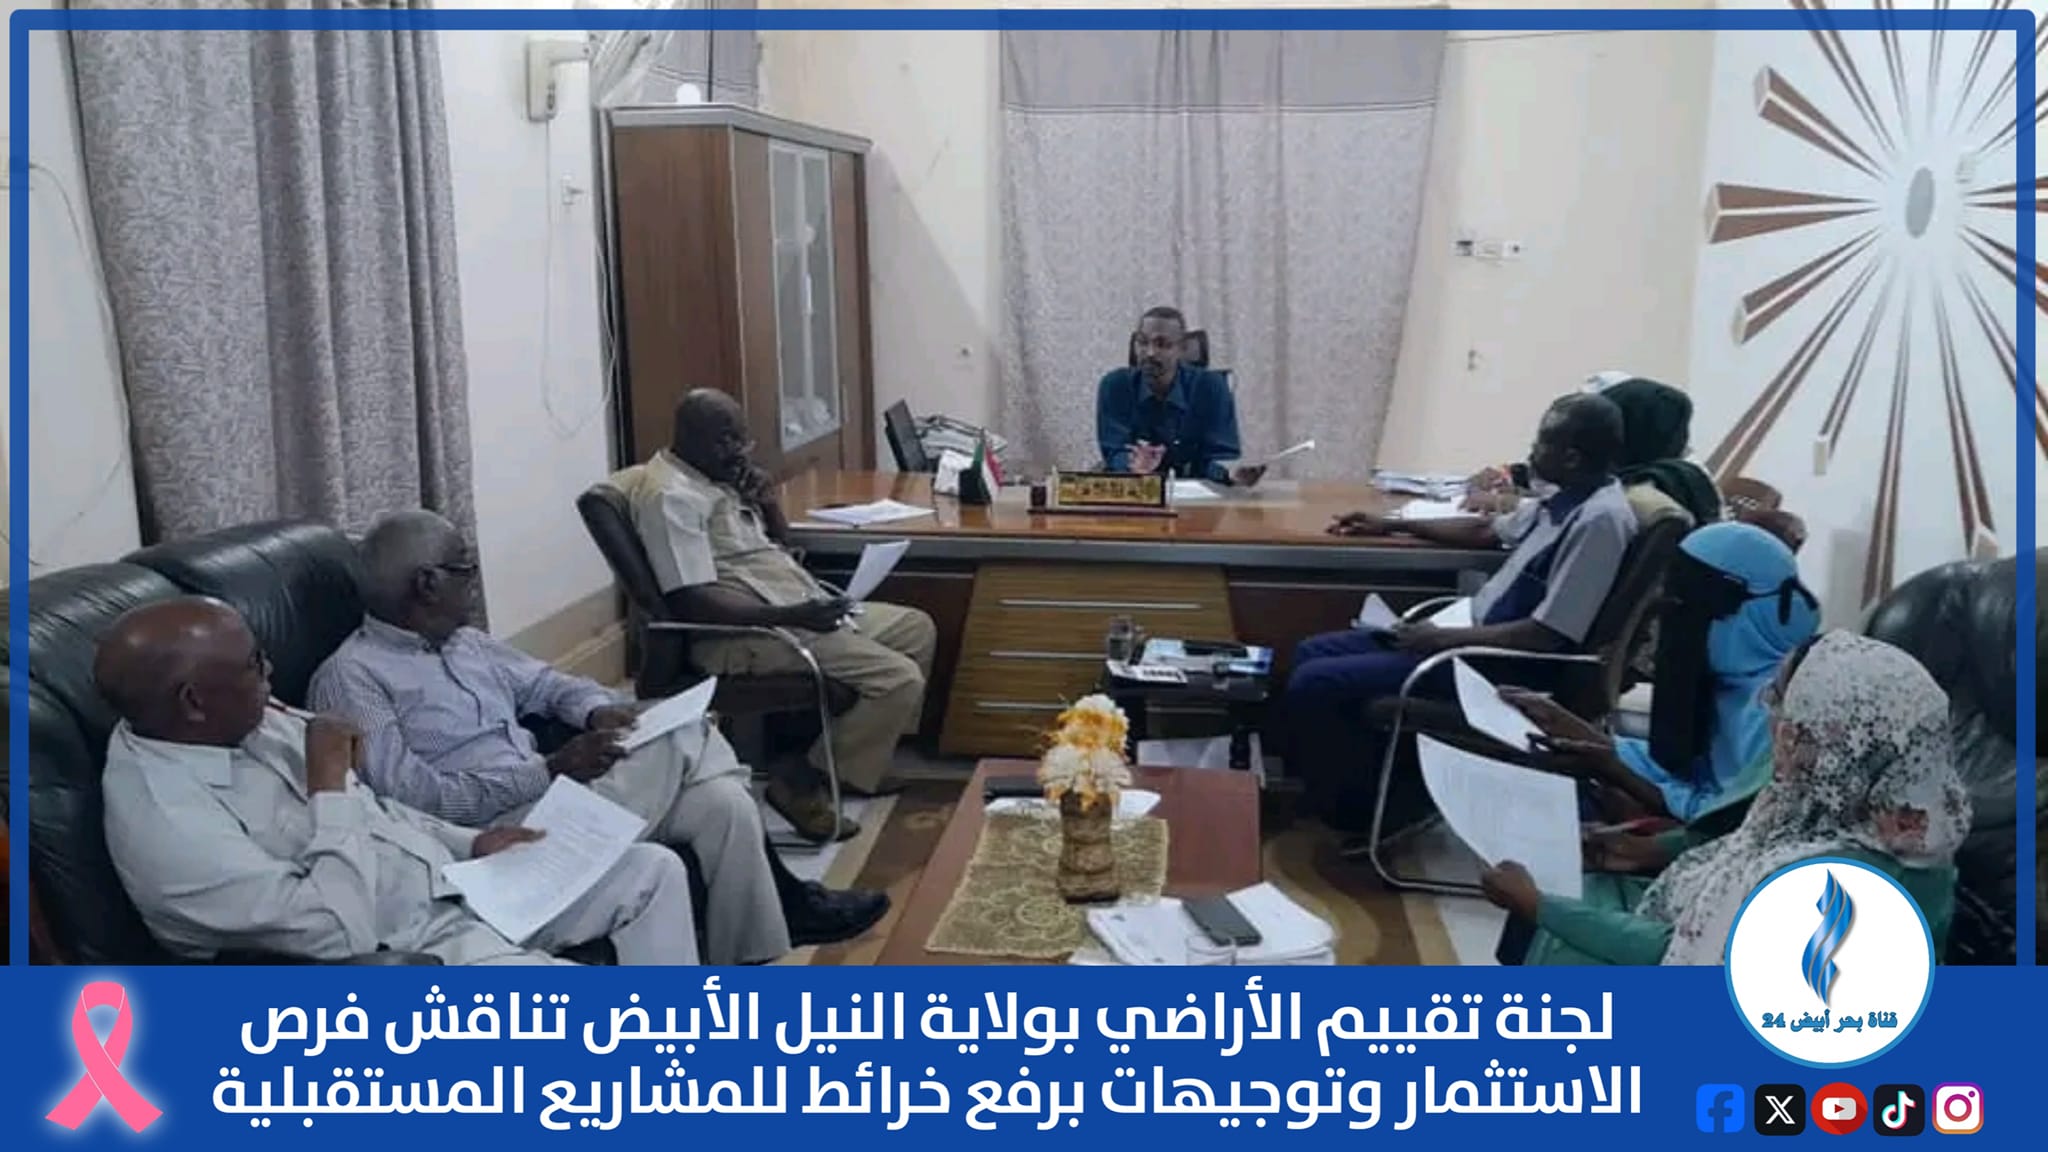 لجنة تقييم الأراضي بولاية النيل الأبيض تناقش فرص
الاستثمار وتوجيهات برفع خرائط للمشاريع المستقبلية
قناة بحر أبيض 24